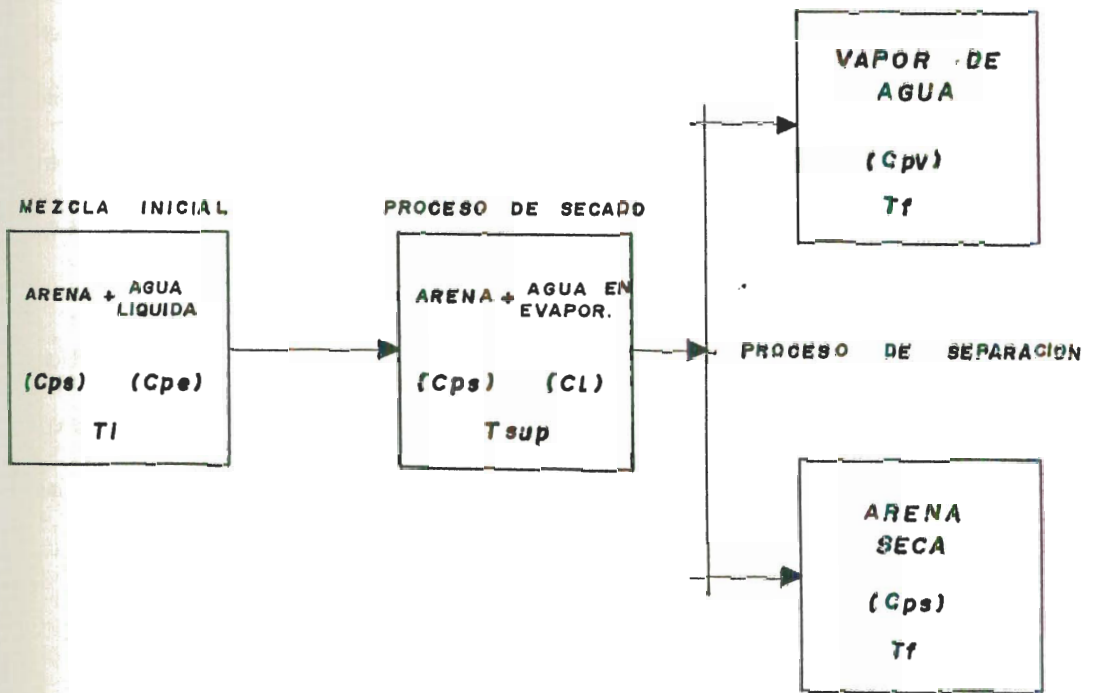 MEZCLA INICIAL
ARENA + AGUA LIQUIDA
(Cps) (Cpe)
TI
PROCESO DE SECADO
ARENA + AGUA EN EVAPOR.
(Cps) (CL)
Tsup
PROCESO DE SEPARACION
VAPOR DE
AGUA
(CpV)
Tf
ARENA
SECA
(Cps)
Tf